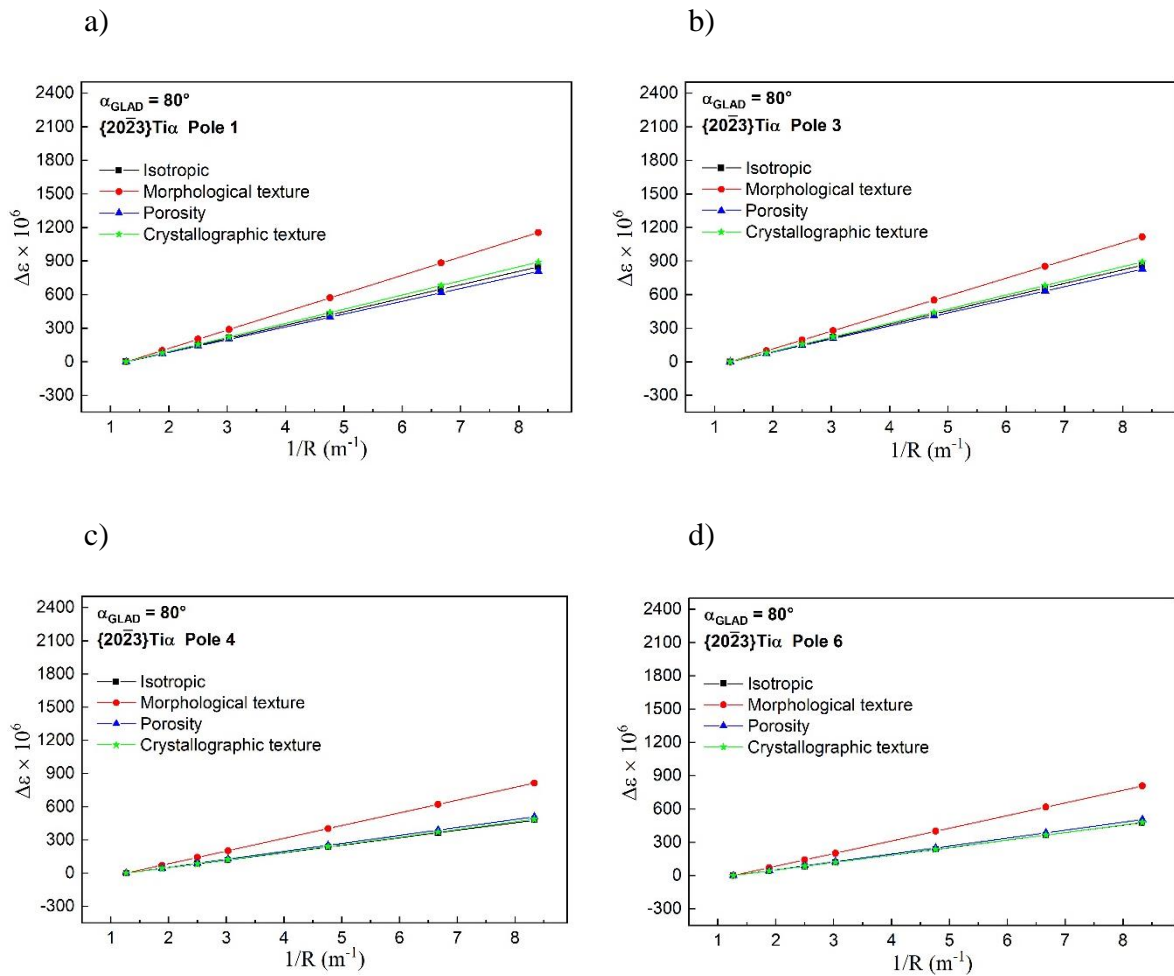 a)
2400
2100
1800
1500
1200
900
600
300
0
-300
Δε × 10⁶
α_GLAD = 80°
{202̅3}Tiα Pole 1
Isotropic
Morphological texture
Porosity
Crystallographic texture
1 2 3 4 5 6 7 8
1/R (m⁻¹)
b)
2400
2100
1800
1500
1200
900
600
300
0
-300
Δε × 10⁶
α_GLAD = 80°
{202̅3}Tiα Pole 3
Isotropic
Morphological texture
Porosity
Crystallographic texture
1 2 3 4 5 6 7 8
1/R (m⁻¹)
c)
2400
2100
1800
1500
1200
900
600
300
0
-300
Δε × 10⁶
α_GLAD = 80°
{202̅3}Tiα Pole 4
Isotropic
Morphological texture
Porosity
Crystallographic texture
1 2 3 4 5 6 7 8
1/R (m⁻¹)
d)
2400
2100
1800
1500
1200
900
600
300
0
-300
Δε × 10⁶
α_GLAD = 80°
{202̅3}Tiα Pole 6
Isotropic
Morphological texture
Porosity
Crystallographic texture
1 2 3 4 5 6 7 8
1/R (m⁻¹)